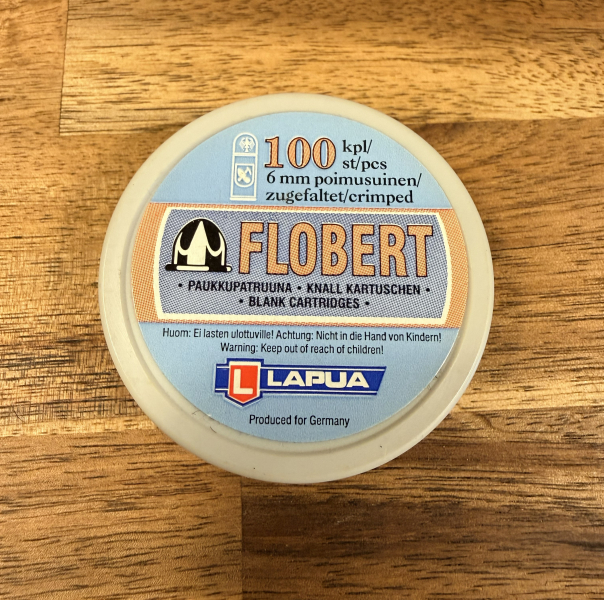 100 kpl/
st/pcs
6 mm poimusuinen/
zugefaltet/crimped
FLOBERT
• PAUKKUPATRUUNA • KNALL KARTUSCHEN •
• BLANK CARTRIDGES •
Huom: Ei lasten ulottuville! Achtung: Nicht in die Hand von Kindern!
Warning: Keep out of reach of children!
L LAPUA
Produced for Germany